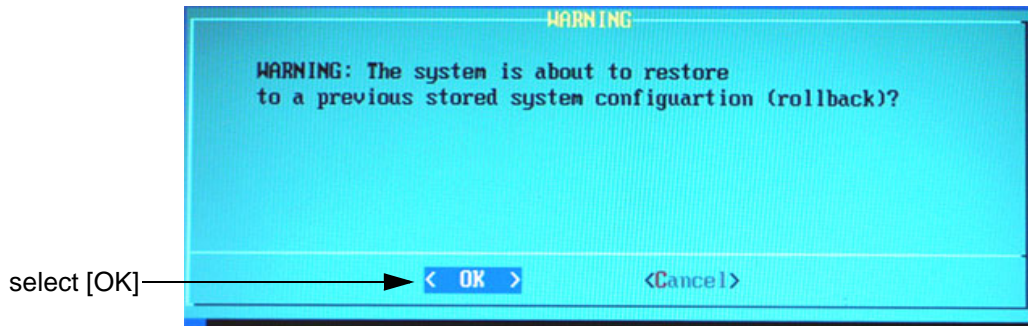 WARNING
WARNING: The system is about to restore
to a previous stored system configuartion (rollback)?
select [OK]
< OK > <Cancel>